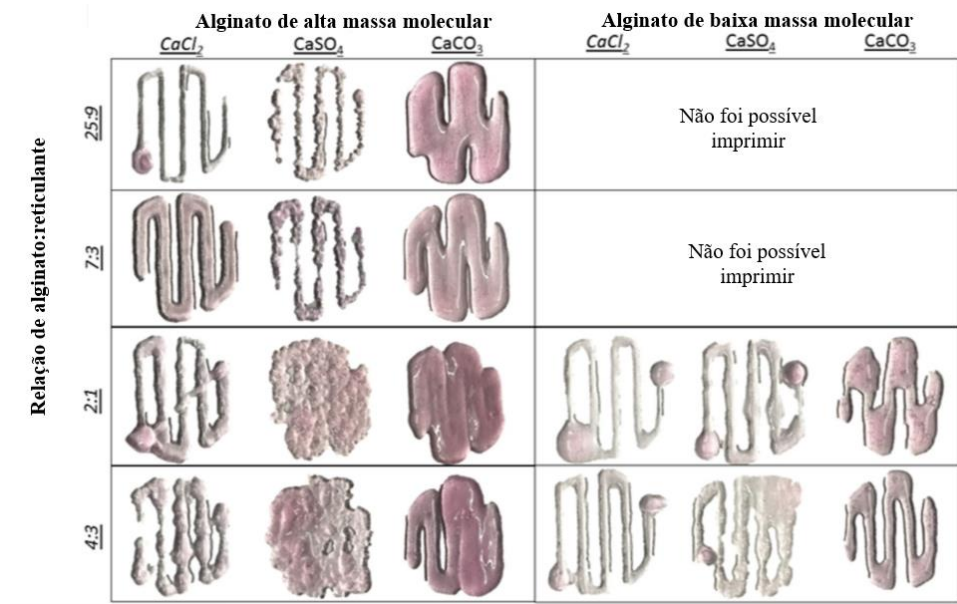 Alginato de alta massa molecular
Alginato de baixa massa molecular
CaCl2
CaSO4
CaCO3
CaCl2
CaSO4
CaCO3
Relação de alginato:reticulante
25:9
Não foi possível
imprimir
7:3
Não foi possível
imprimir
2:1
4:3